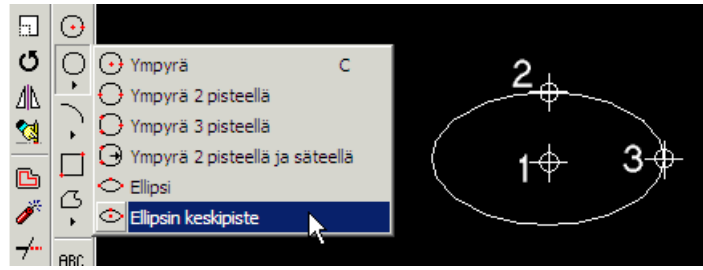 Ympyrä C
Ympyrä 2 pisteellä
Ympyrä 3 pisteellä
Ympyrä 2 pisteellä ja säteellä
Ellipsi
Ellipsin keskipiste
ABC
2
1
3